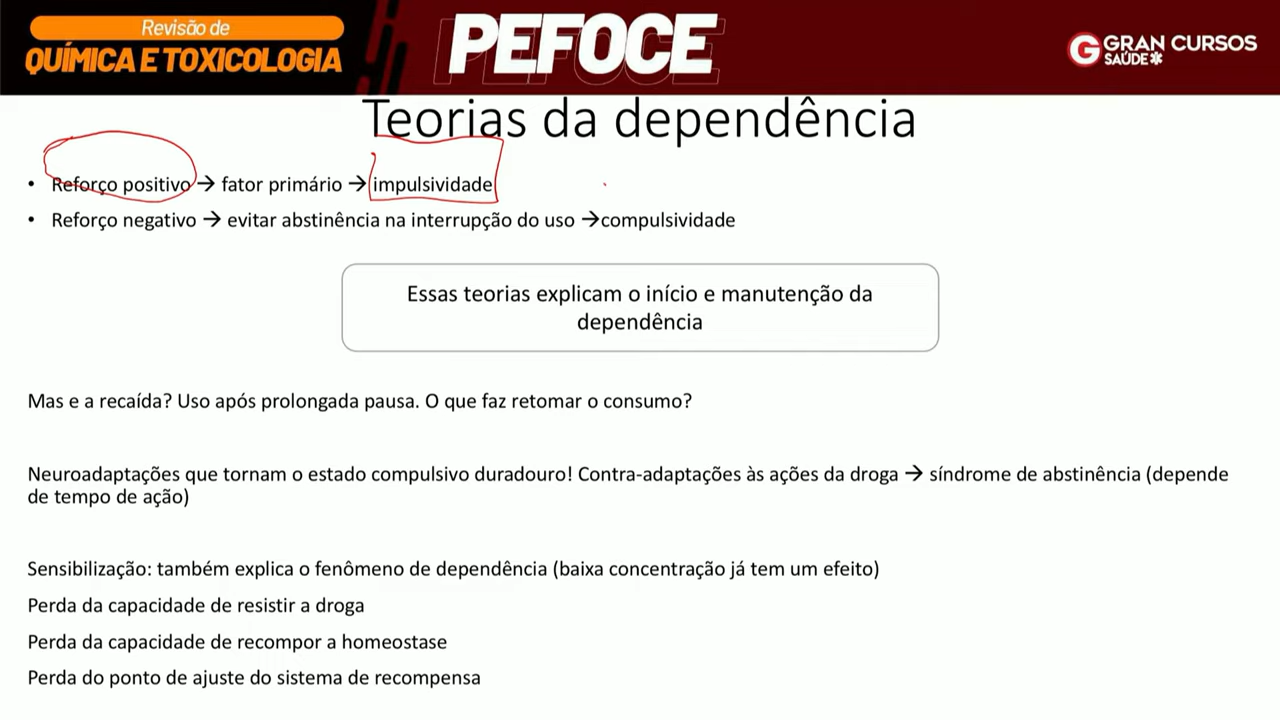 Revisão de
QUÍMICA E TOXICOLOGIA
PEFOCE
GRAN CURSOS
SAÚDE
Teorias da dependência
• Reforço positivo → fator primário → impulsividade
• Reforço negativo → evitar abstinência na interrupção do uso →compulsividade
Essas teorias explicam o início e manutenção da
dependência
Mas e a recaída? Uso após prolongada pausa. O que faz retomar o consumo?
Neuroadaptações que tornam o estado compulsivo duradouro! Contra-adaptações às ações da droga → síndrome de abstinência (depende
de tempo de ação)
Sensibilização: também explica o fenômeno de dependência (baixa concentração já tem um efeito)
Perda da capacidade de resistir a droga
Perda da capacidade de recompor a homeostase
Perda do ponto de ajuste do sistema de recompensa